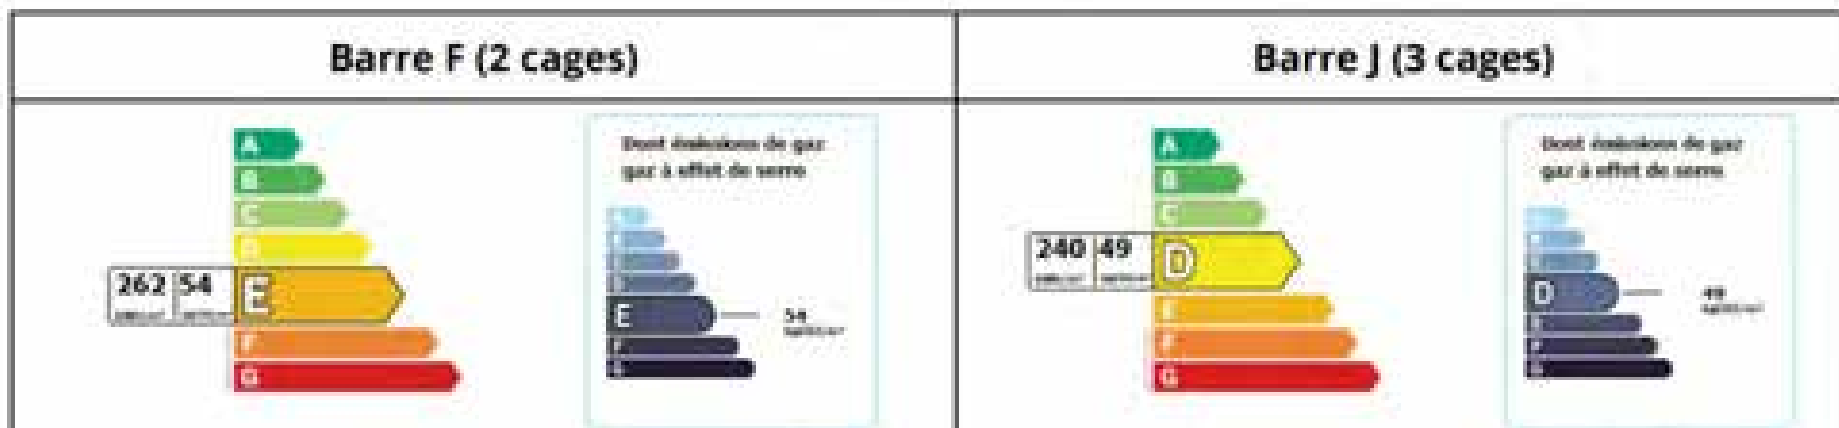 Barre F (2 cages)
Barre J (3 cages)
A
B
C
D
262 54 E
F
G
Dont émissions de gaz
gaz à effet de serre
E
54
F
A
B
C
240 49 D
E
F
G
Dont émissions de gaz
gaz à effet de serre
D
49